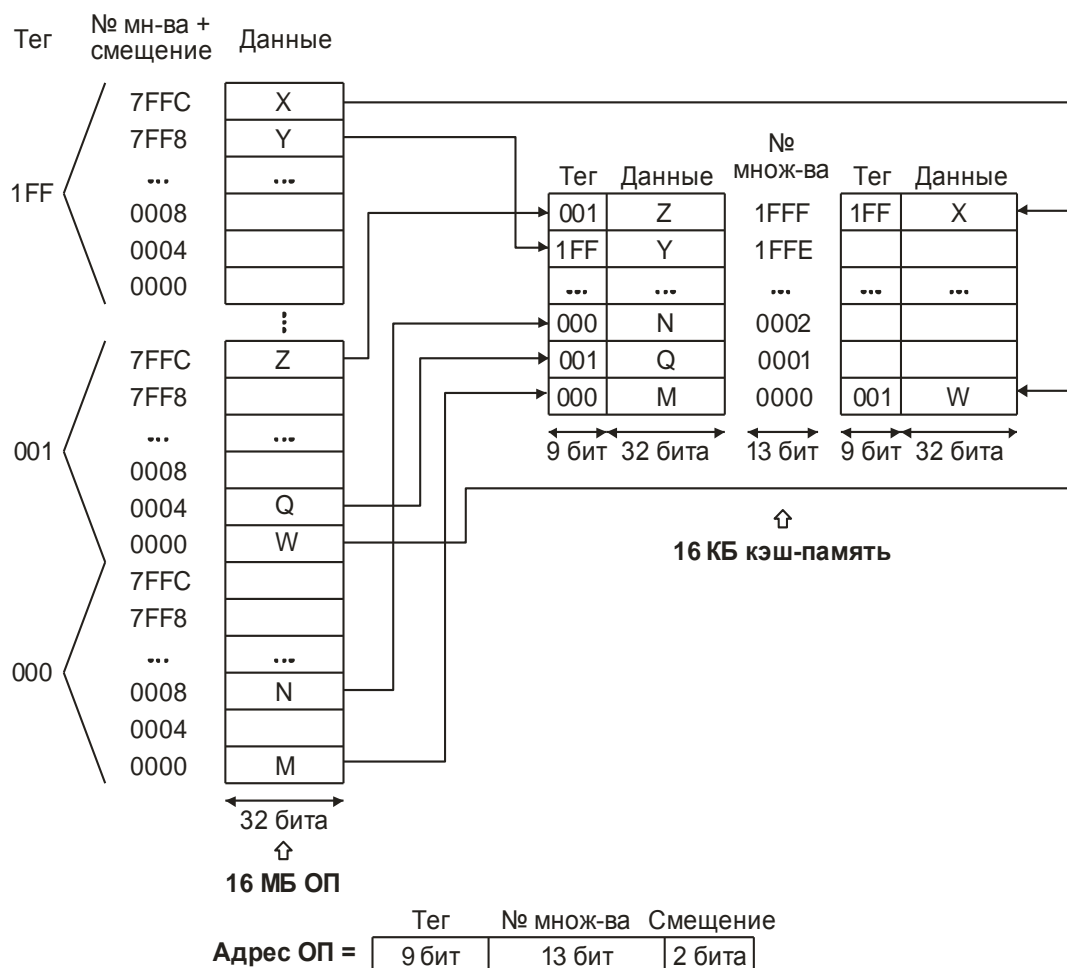 Тег № мн-ва + смещение Данные
7FFC X
7FF8 Y
... ...
1FF
0008
0004
0000
⋮
7FFC Z
7FF8
... ...
001
0008
0004 Q
0000 W
7FFC
7FF8
... ...
000
0008 N
0004
0000 M
32 бита
16 МБ ОП
Тег Данные № множ-ва Тег Данные
001 Z 1FFF 1FF X
1FF Y 1FFE
... ... ... ... ...
000 N 0002
001 Q 0001
000 M 0000 001 W
9 бит 32 бита 13 бит 9 бит 32 бита
16 КБ кэш-память
Тег № множ-ва Смещение
Адрес ОП = 9 бит 13 бит 2 бита